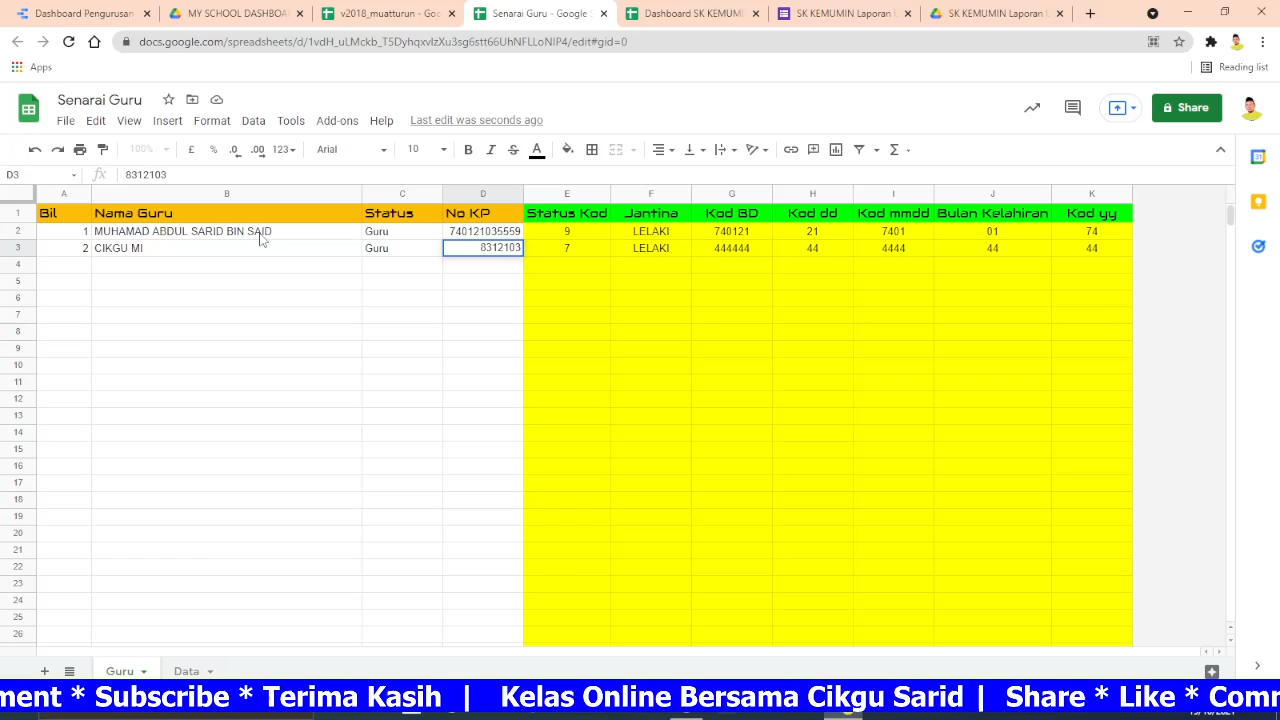 Dashboard Pengurusan
MY SCHOOL DASHBOA
v2018_muatturun - Goo
Senarai Guru - Google S
Dashboard SK KEMUMIN
SK KEMUMIN Laporan L
SK KEMUMIN Laporan L
docs.google.com/spreadsheets/d/1vdH_uLMckb_T5DyhqxvIzXu3sg6stt66UhNFLLoNIP4/edit#gid=0
Apps
Reading list
Senarai Guru
File Edit View Insert Format Data Tools Add-ons Help Last edit was seconds ago
Share
100% £ % .0 .00 123 Arial 10 B I S A
D3 fx 8312103
A B C D E F G H I J K
1 Bil Nama Guru Status No KP Status Kod Jantina Kod BD Kod dd Kod mmdd Bulan Kelahiran Kod yy
2 1 MUHAMAD ABDUL SARID BIN SAID Guru 740121035559 9 LELAKI 740121 21 7401 01 74
3 2 CIKGU MI Guru 8312103 7 LELAKI 444444 44 4444 44 44
4
5
6
7
8
9
10
11
12
13
14
15
16
17
18
19
20
21
22
23
24
25
26
Guru Data
ment * Subscribe * Terima Kasih | Kelas Online Bersama Cikgu Sarid | Share * Like * Comm